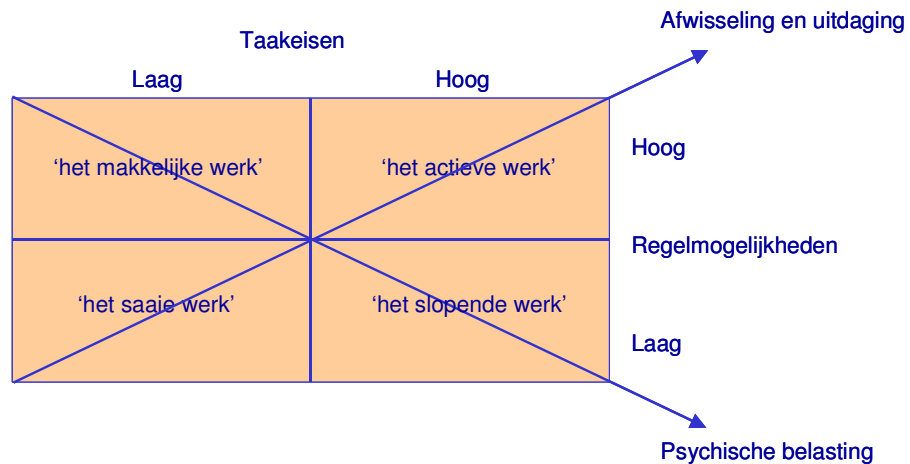 Afwisseling en uitdaging
Taakeisen
Laag
Hoog
‘het makkelijke werk’
‘het actieve werk’
Hoog
Regelmogelijkheden
‘het saaie werk’
‘het slopende werk’
Laag
Psychische belasting